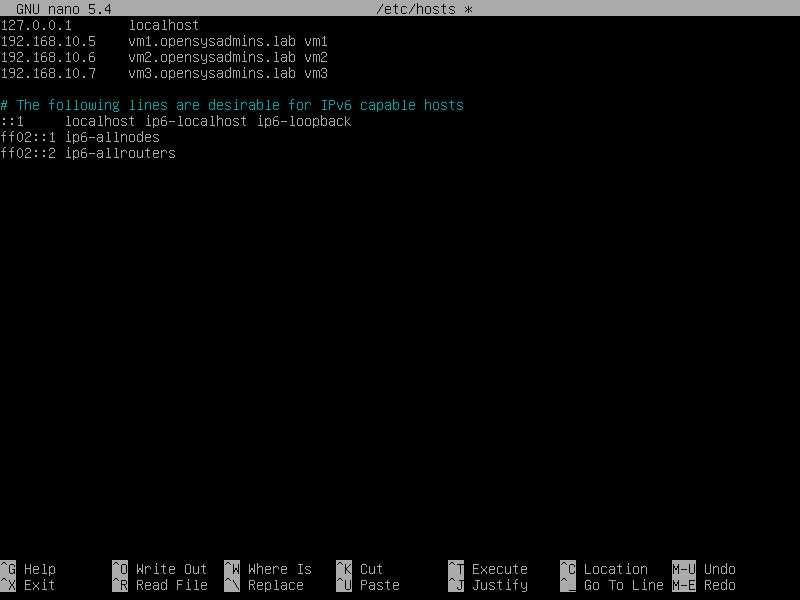 GNU nano 5.4 /etc/hosts *
127.0.0.1 localhost
192.168.10.5 vm1.opensysadmins.lab vm1
192.168.10.6 vm2.opensysadmins.lab vm2
192.168.10.7 vm3.opensysadmins.lab vm3
# The following lines are desirable for IPv6 capable hosts
::1 localhost ip6-localhost ip6-loopback
ff02::1 ip6-allnodes
ff02::2 ip6-allrouters
^G Help ^O Write Out ^W Where Is ^K Cut ^T Execute ^C Location M-U Undo
^X Exit ^R Read File ^\ Replace ^U Paste ^J Justify ^_ Go To Line M-E Redo